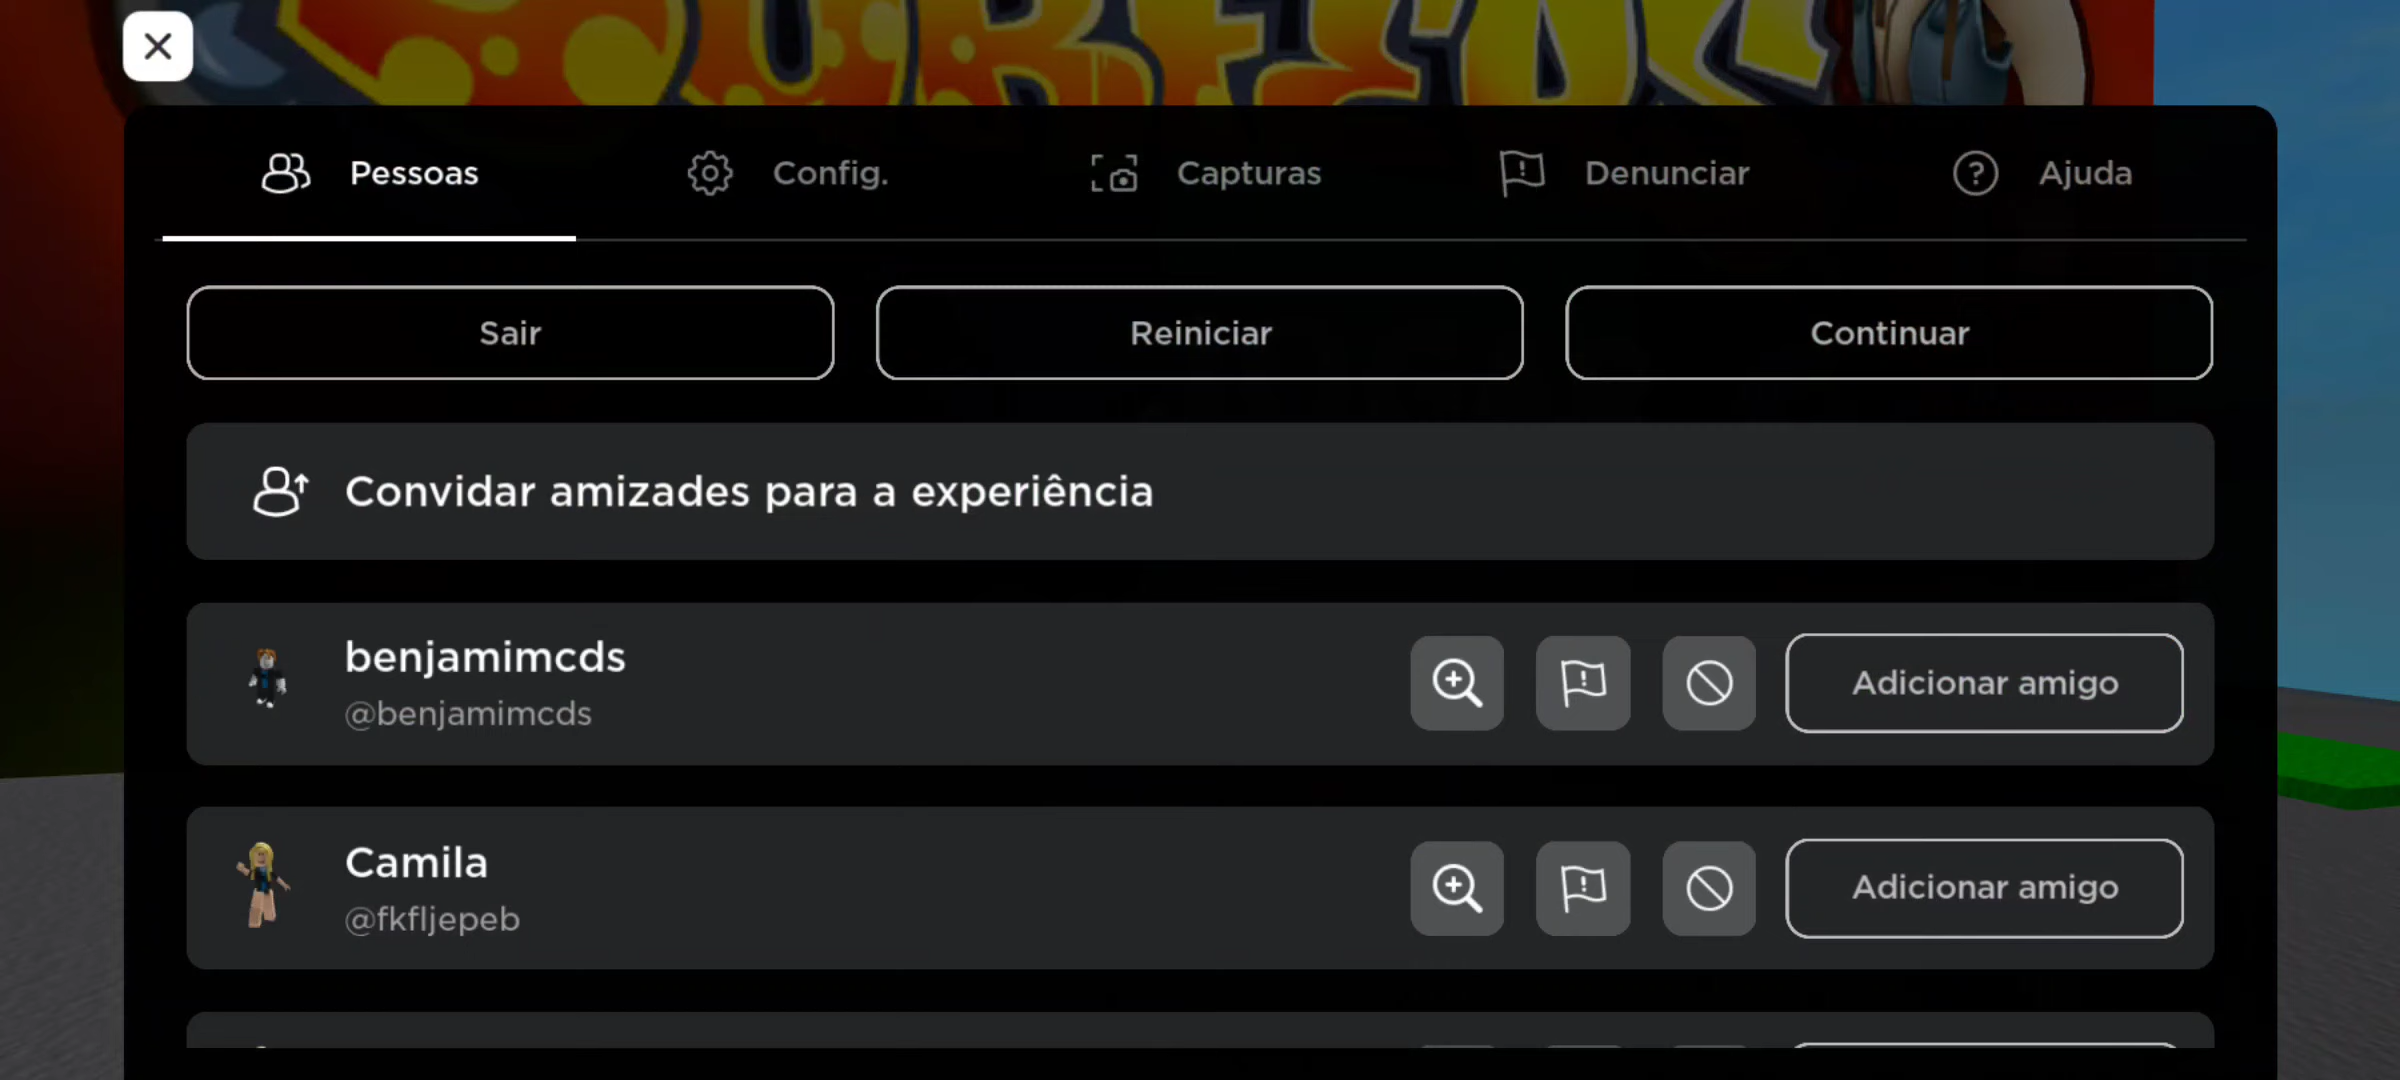 Pessoas
Config.
Capturas
Denunciar
Ajuda
Sair
Reiniciar
Continuar
Convidar amizades para a experiência
benjamimcds
@benjamimcds
Adicionar amigo
Camila
@fkfljepeb
Adicionar amigo